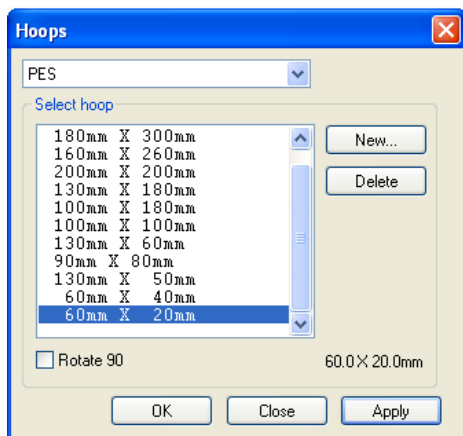 Hoops
PES
Select hoop
180mm X 300mm
160mm X 260mm
200mm X 200mm
130mm X 180mm
100mm X 180mm
100mm X 100mm
130mm X 60mm
90mm X 80mm
130mm X 50mm
60mm X 40mm
60mm X 20mm
New...
Delete
Rotate 90
60.0 X 20.0mm
OK
Close
Apply